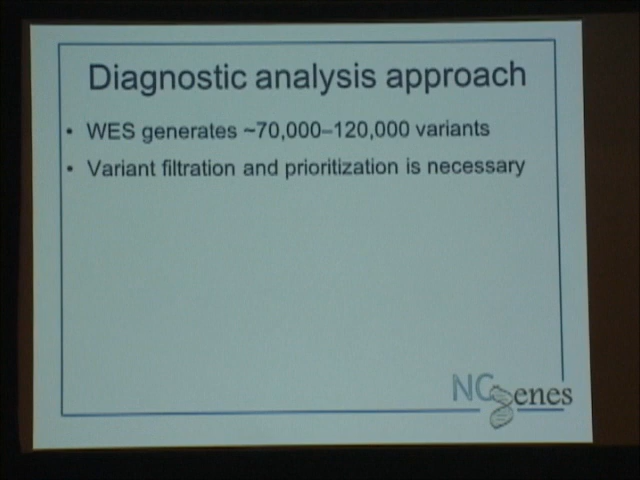 Diagnostic analysis approach
• WES generates ~70,000–120,000 variants
• Variant filtration and prioritization is necessary
NCgenes